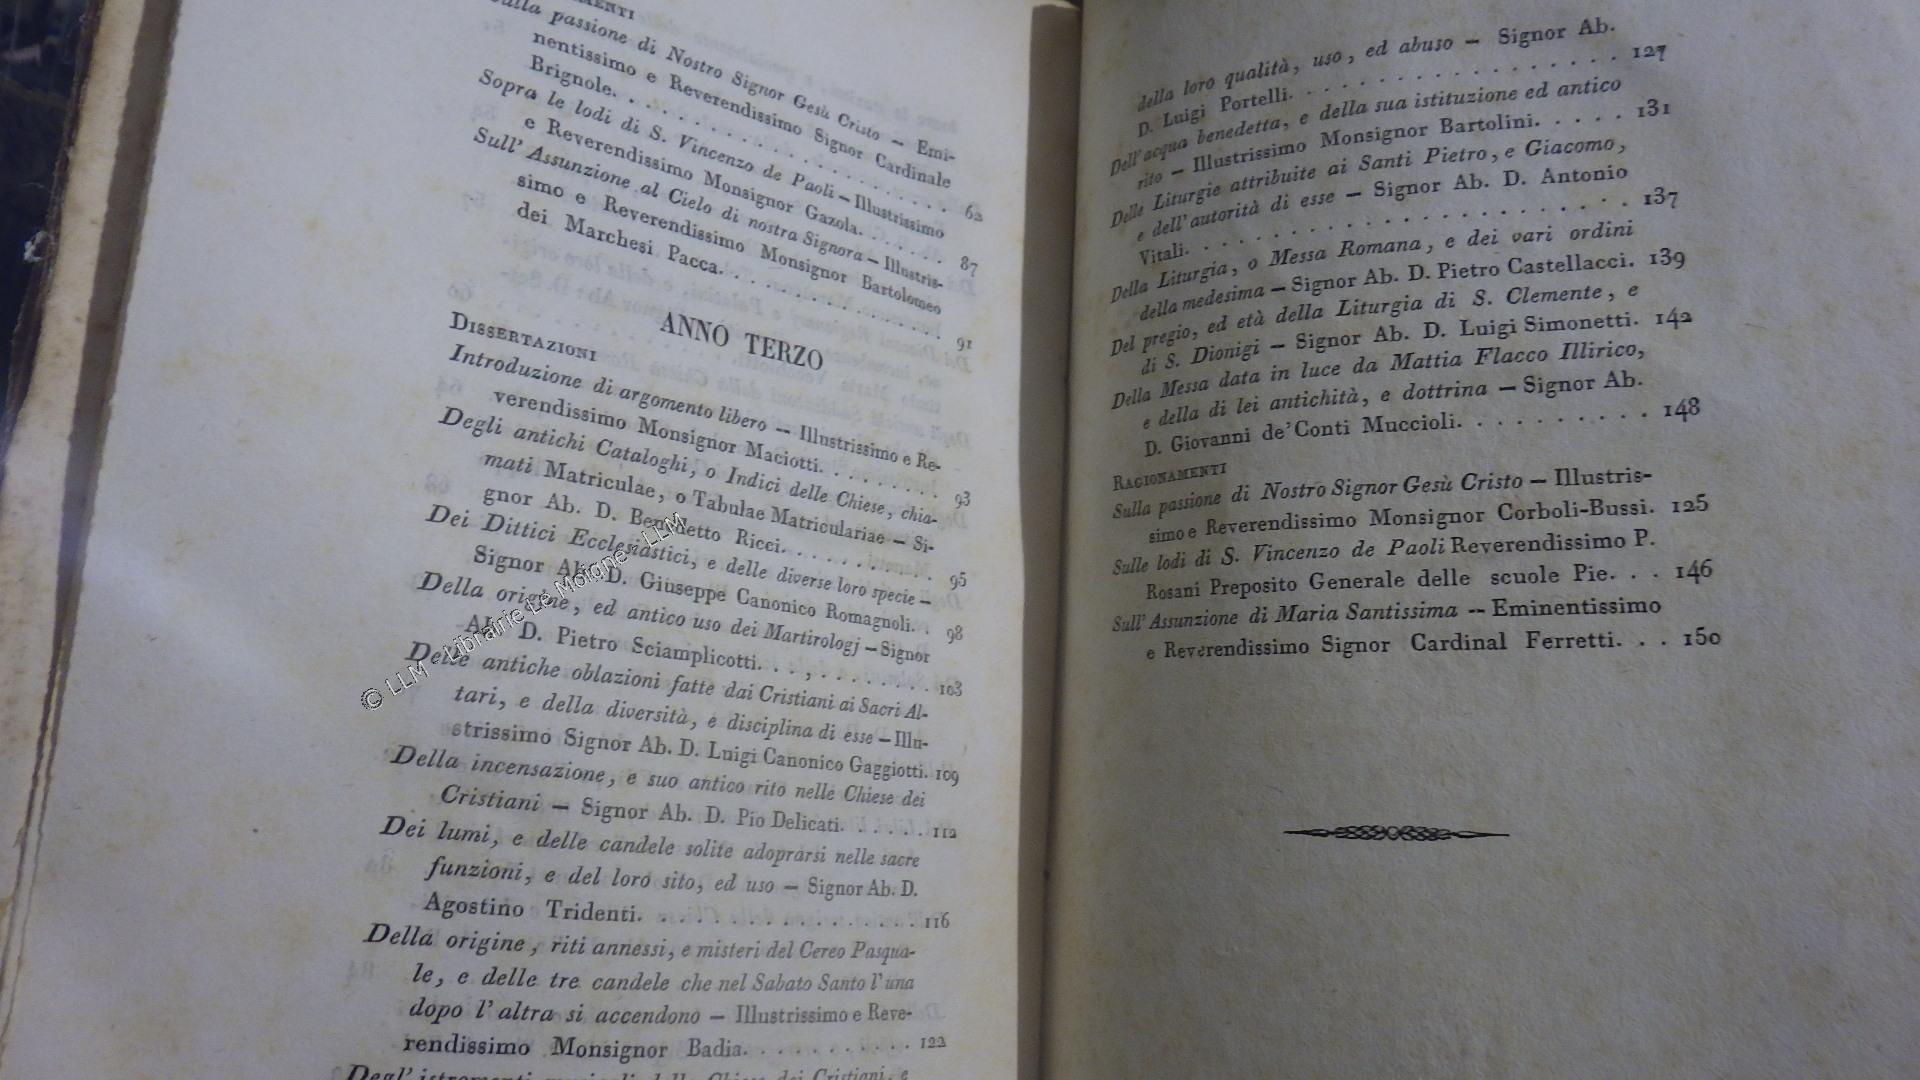 Sulla passione di Nostro Signor Gesù Cristo — Emi-
nentissimo e Reverendissimo Signor Cardinale
Brignole. . . . . . . . . . . . . . . . . 62
Sopra le lodi di S. Vincenzo de Paoli — Illustrissimo
e Reverendissimo Monsignor Gazola. . . . . . 87
Sull' Assunzione al Cielo di nostra Signora — Illustris-
simo e Reverendissimo Monsignor Bartolomeo
dei Marchesi Pacca. . . . . . . . . . . . 91
ANNO TERZO
DISSERTAZIONI
Introduzione di argomento libero -- Illustrissimo e Re-
verendissimo Monsignor Maciotti. . . . . . . . 93
Degli antichi Cataloghi, o Indici delle Chiese, chia-
mati Matriculae, o Tabulae Matriculariae — Si-
gnor Ab. D. Benedetto Ricci. . . . . . . . . 95
Dei Dittici Ecclesiastici, e delle diverse loro specie —
Signor Ab. D. Giuseppe Canonico Romagnoli. . 98
Della origine, ed antico uso dei Martirologj — Signor
Ab. D. Pietro Sciamplicotti. . , . . . . . . . 103
Delle antiche oblazioni fatte dai Cristiani ai Sacri Al-
tari, e della diversità, e disciplina di esse — Illu-
strissimo Signor Ab. D. Luigi Canonico Gaggiotti. 109
Della incensazione, e suo antico rito nelle Chiese dei
Cristiani — Signor Ab. D. Pio Delicati. . . . . . 112
Dei lumi, e delle candele solite adoprarsi nelle sacre
funzioni, e del loro sito, ed uso — Signor Ab. D.
Agostino Tridenti. . . . . . . . . . . . . . 116
Della origine, riti annessi, e misteri del Cereo Pasqua-
le, e delle tre candele che nel Sabato Santo l'una
dopo l'altra si accendono — Illustrissimo e Reve-
rendissimo Monsignor Badia. . . . . . . . . . 122
Degl'istromenti musicali delle Chiese dei Cristiani, e
© LLM - Librairie Le Moigne - LLM
della loro qualità, uso, ed abuso — Signor Ab.
D. Luigi Portelli. . . . . . . . . . . . . . . 127
Dell'acqua benedetta, e della sua istituzione ed antico
rito — Illustrissimo Monsignor Bartolini. . . . . 131
Delle Liturgie attribuite ai Santi Pietro, e Giacomo,
e dell'autorità di esse — Signor Ab. D. Antonio
Vitali. . . . . . . . . . . . . . . . . . . . 137
Della Liturgia, o Messa Romana, e dei vari ordini
della medesima — Signor Ab. D. Pietro Castellacci. 139
Del pregio, ed età della Liturgia di S. Clemente, e
di S. Dionigi — Signor Ab. D. Luigi Simonetti. 142
Della Messa data in luce da Mattia Flacco Illirico,
e della di lei antichità, e dottrina — Signor Ab.
D. Giovanni de'Conti Muccioli. . . . . . . . . 148
RAGIONAMENTI
Sulla passione di Nostro Signor Gesù Cristo — Illustris-
simo e Reverendissimo Monsignor Corboli-Bussi. 125
Sulle lodi di S. Vincenzo de Paoli Reverendissimo P.
Rosani Preposito Generale delle scuole Pie. . . 146
Sull'Assunzione di Maria Santissima -- Eminentissimo
e Reverendissimo Signor Cardinal Ferretti. . . 150